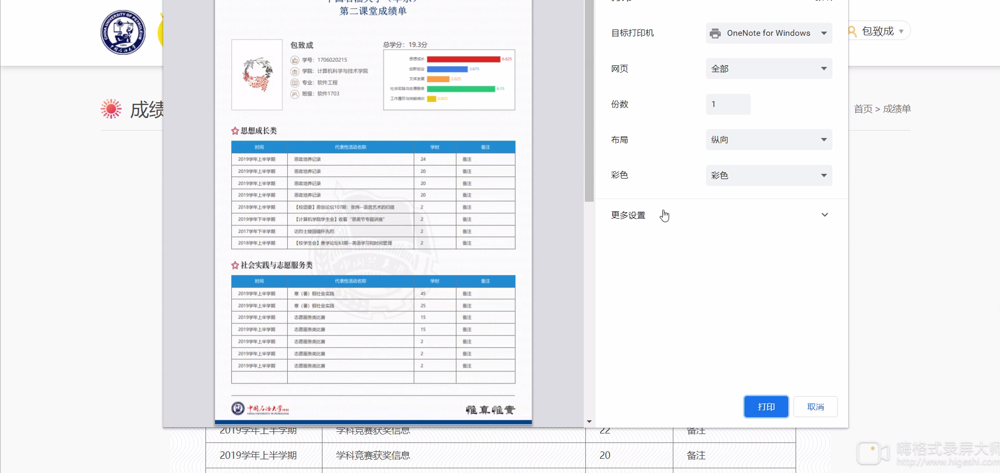 第二课堂成绩单
目标打印机
OneNote for Windows
包致成
包致成
总学分：19.3分
思想成长
6.625
学号：1706020215
创新创业
3.675
学院：计算机科学与技术学院
文体发展
2.025
专业：软件工程
社会实践与志愿服务
6.15
班级：软件1703
工作履历与技能培训
0.625
网页
全部
份数
1
成绩
首页 > 成绩单
布局
纵向
彩色
彩色
更多设置
思想成长类
时间 代表性活动名称 学时 备注
2019学年上半学期 思政培养记录 24 备注
2019学年上半学期 思政培养记录 20 备注
2019学年上半学期 思政培养记录 20 备注
2019学年上半学期 思政培养记录 20 备注
2018学年上半学期 【校团委】思创论坛107期：张炜--语言艺术的归宿 2 备注
2019学年下半学期 【计算机学院学生会】收看“思美节专题讲座” 2 备注
2017学年下半学期 访烈士陵园缅怀先烈 2 备注
2018学年上半学期 【校学生会】善学论坛63期--英语学习和时间管理 2 备注
社会实践与志愿服务类
时间 代表性活动名称 学时 备注
2019学年上半学期 寒（暑）假社会实践 45 备注
2019学年上半学期 寒（暑）假社会实践 25 备注
2019学年上半学期 志愿服务类比赛 15 备注
2019学年上半学期 志愿服务类比赛 15 备注
2019学年上半学期 志愿服务类比赛 2 备注
2019学年上半学期 志愿服务类比赛 2 备注
2019学年上半学期 志愿服务类比赛 2 备注
中国石油大学
CHINA UNIVERSITY OF PETROLEUM
惟真惟实
打印
取消
2019学年上半学期 学科竞赛获奖信息 22 备注
2019学年上半学期 学科竞赛获奖信息 20 备注
嗨格式录屏大师
http://www.higeshi.com